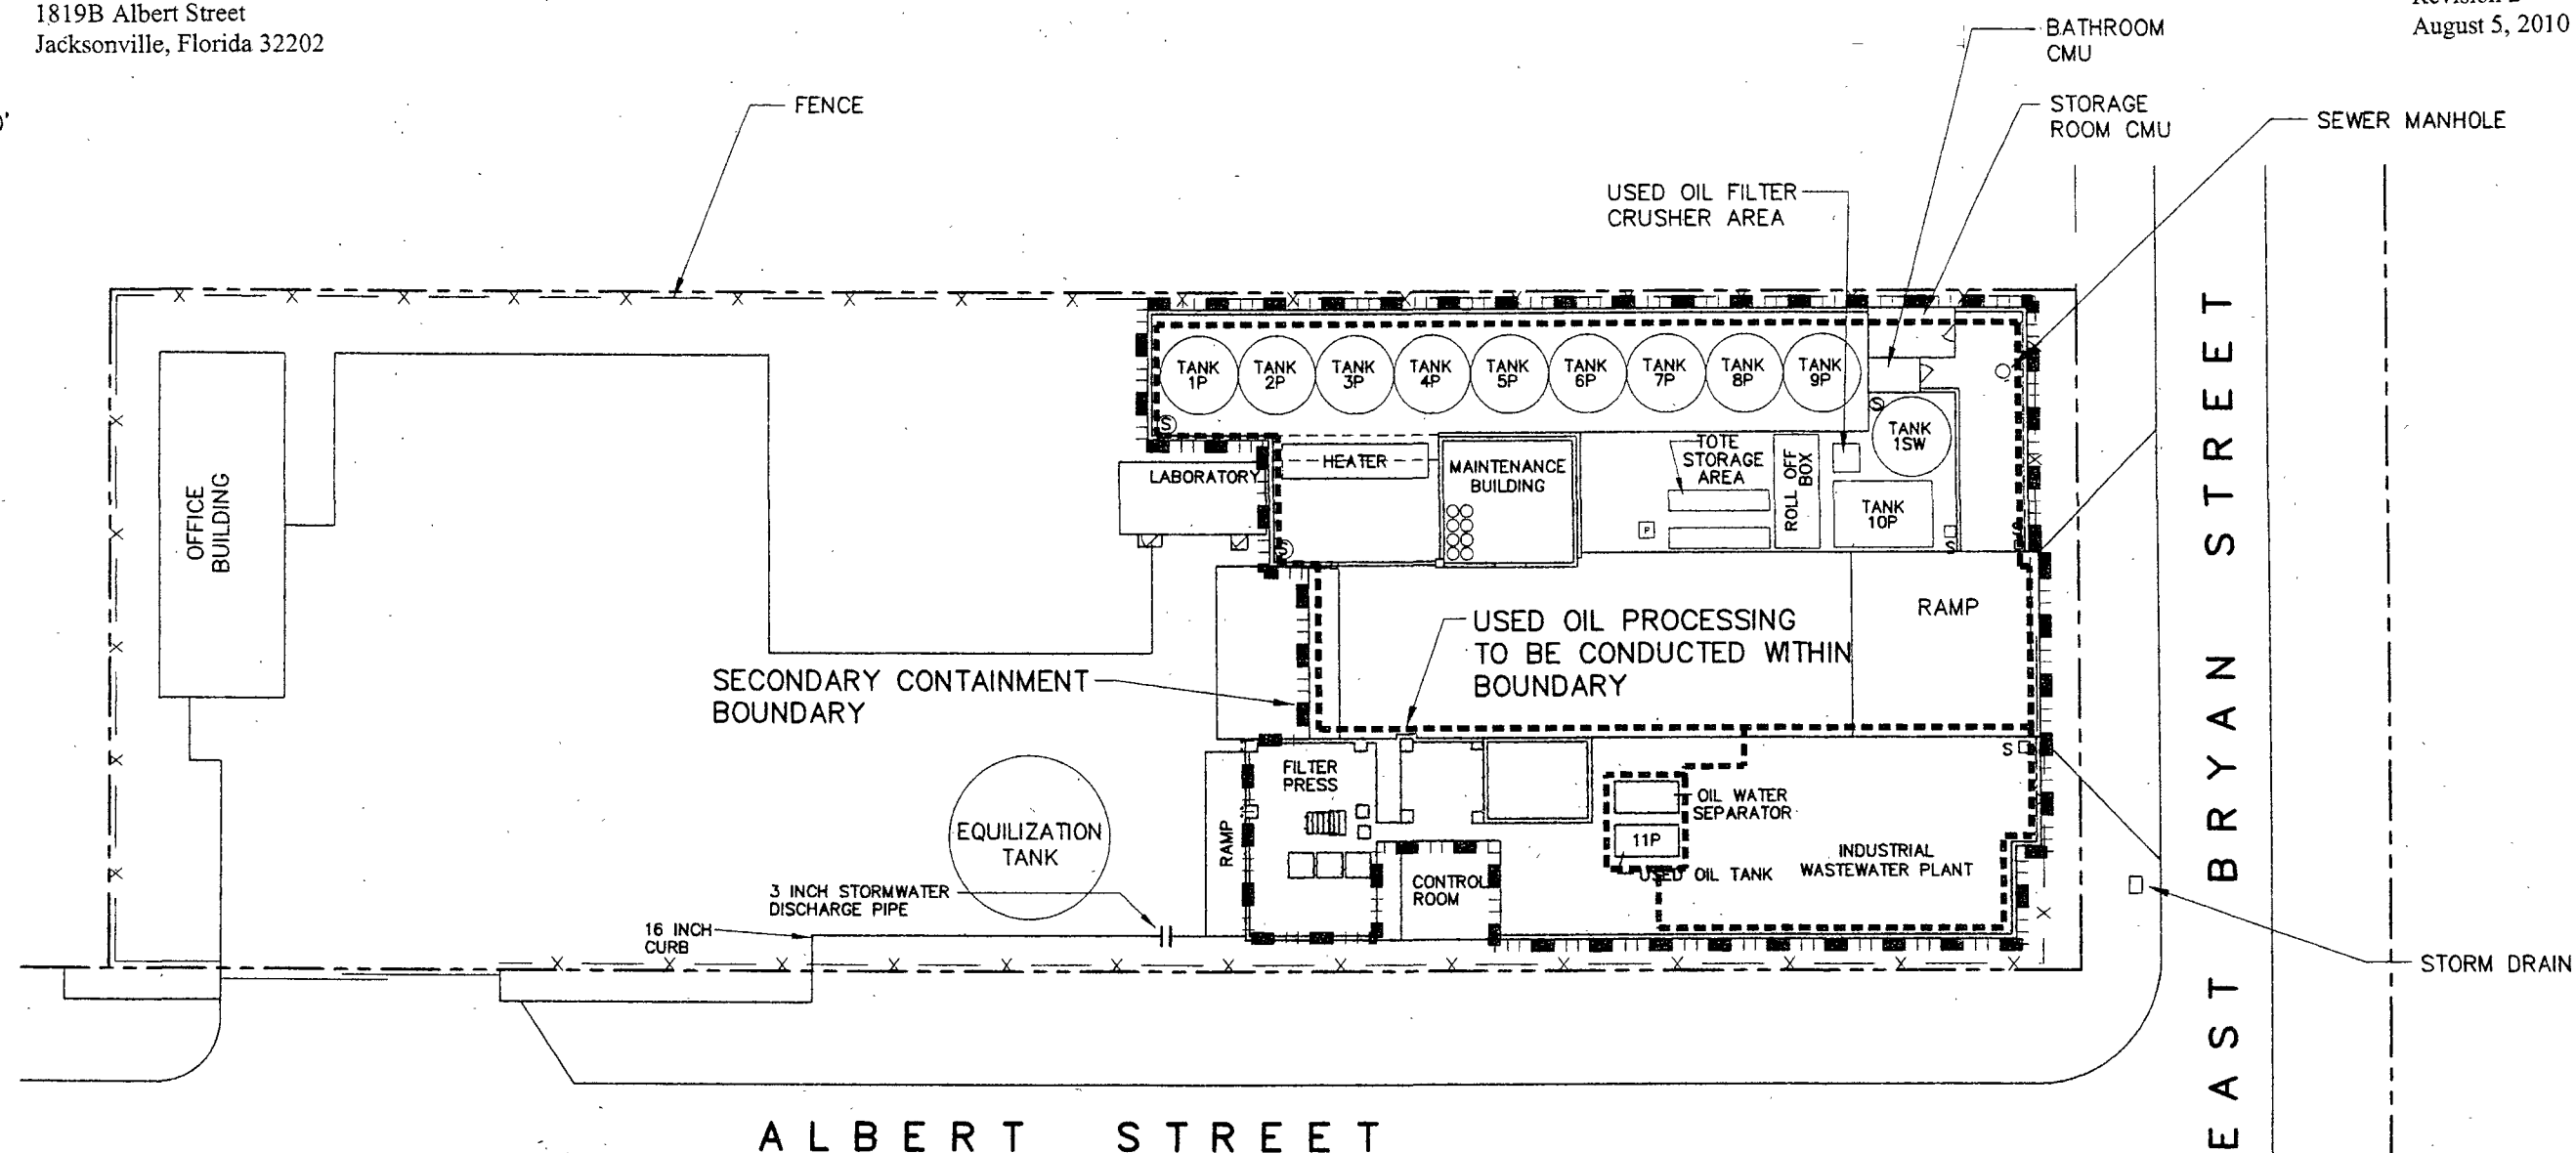 1819B Albert Street
Jacksonville, Florida 32202
August 5, 2010
BATHROOM
CMU
FENCE
STORAGE
ROOM CMU
SEWER MANHOLE
USED OIL FILTER
CRUSHER AREA
TANK
1P
TANK
2P
TANK
3P
TANK
4P
TANK
5P
TANK
6P
TANK
7P
TANK
8P
TANK
9P
S
S
TANK
1SW
HEATER
LABORATORY
MAINTENANCE
BUILDING
TOTE
STORAGE
AREA
ROLL OFF
BOX
TANK
10P
P
S
S
OFFICE
BUILDING
RAMP
USED OIL PROCESSING
TO BE CONDUCTED WITHIN
BOUNDARY
SECONDARY CONTAINMENT
BOUNDARY
S
FILTER
PRESS
OIL WATER
SEPARATOR
EQUILIZATION
TANK
RAMP
11P
INDUSTRIAL
WASTEWATER PLANT
USED OIL TANK
CONTROL
ROOM
3 INCH STORMWATER
DISCHARGE PIPE
16 INCH
CURB
STORM DRAIN
ALBERT STREET
EAST BRYAN STREET